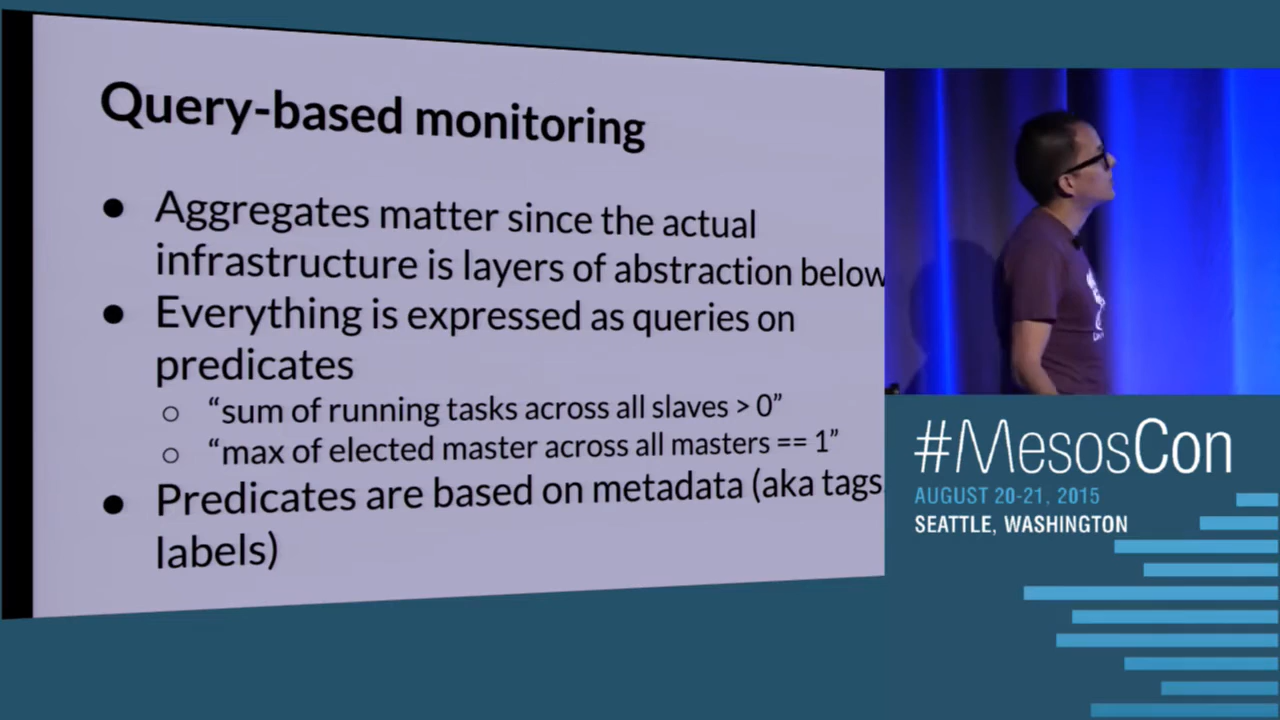 Query-based monitoring
● Aggregates matter since the actual
infrastructure is layers of abstraction below
● Everything is expressed as queries on
predicates
○ “sum of running tasks across all slaves > 0”
○ “max of elected master across all masters == 1”
● Predicates are based on metadata (aka tags
labels)
#MesosCon
AUGUST 20-21, 2015
SEATTLE, WASHINGTON